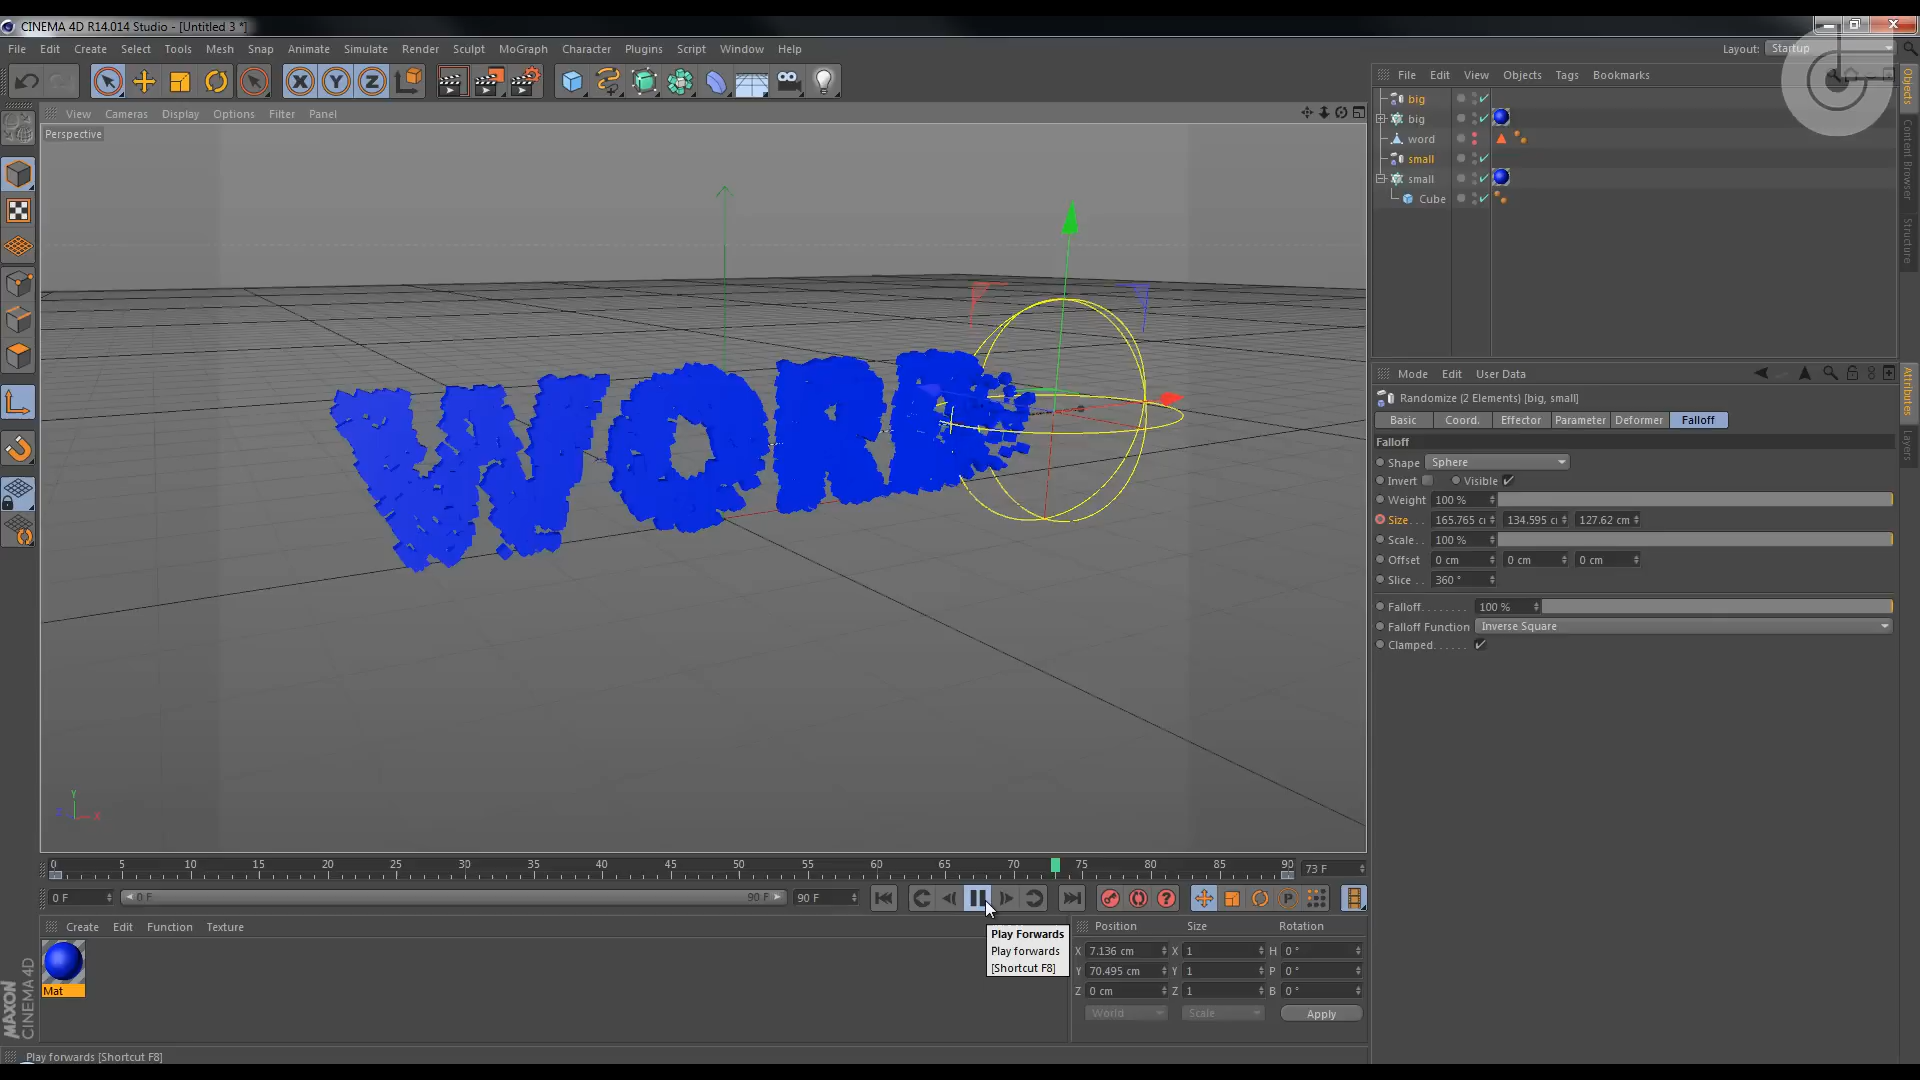 CINEMA 4D R14.014 Studio - [Untitled 3 *]
File Edit Create Select Tools Mesh Snap Animate Simulate Render Sculpt MoGraph Character Plugins Script Window Help
Layout: Startup
View Cameras Display Options Filter Panel
Perspective
WORD
Y
Z X
File Edit View Objects Tags Bookmarks
big
big
word
small
small
Cube
Objects
Content Browser
Structure
Mode Edit User Data
Randomize (2 Elements) [big, small]
Basic Coord. Effector Parameter Deformer Falloff
Falloff
Shape Sphere
Invert Visible
Weight 100 %
Size . . . 165.765 cı 134.595 cı 127.62 cm
Scale. . 100 %
Offset 0 cm 0 cm 0 cm
Slice . . 360 °
Falloff. . . . . . . . 100 %
Falloff Function Inverse Square
Clamped. . . . . .
Attributes
Layers
0 5 10 15 20 25 30 35 40 45 50 55 60 65 70 75 80 85 90 73 F
0 F 0 F 90 F 90 F
P
Create Edit Function Texture
Mat
Play Forwards
Play forwards
[Shortcut F8]
Position Size Rotation
X 7.136 cm X 1 H 0 °
Y 70.495 cm Y 1 P 0 °
Z 0 cm Z 1 B 0 °
World Scale Apply
MAXON
CINEMA 4D
Play forwards [Shortcut F8]